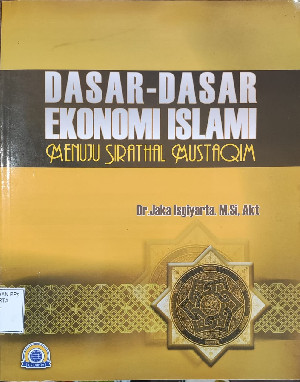 DASAR-DASAR
EKONOMI ISLAMI
MENUJU SIRATHAL MUSTAQIM
Dr. Jaka Isgiyarta, M.Si, Akt